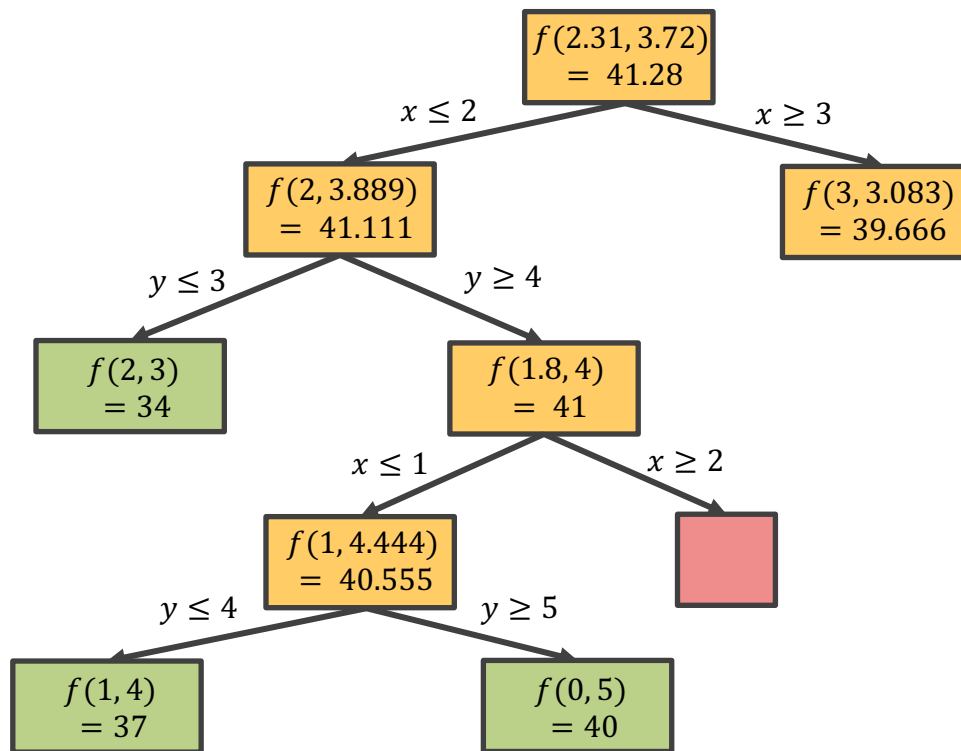 f(2.31, 3.72)
= 41.28
x ≤ 2
x ≥ 3
f(2, 3.889)
= 41.111
f(3, 3.083)
= 39.666
y ≤ 3
y ≥ 4
f(2, 3)
= 34
f(1.8, 4)
= 41
x ≤ 1
x ≥ 2
f(1, 4.444)
= 40.555
y ≤ 4
y ≥ 5
f(1, 4)
= 37
f(0, 5)
= 40